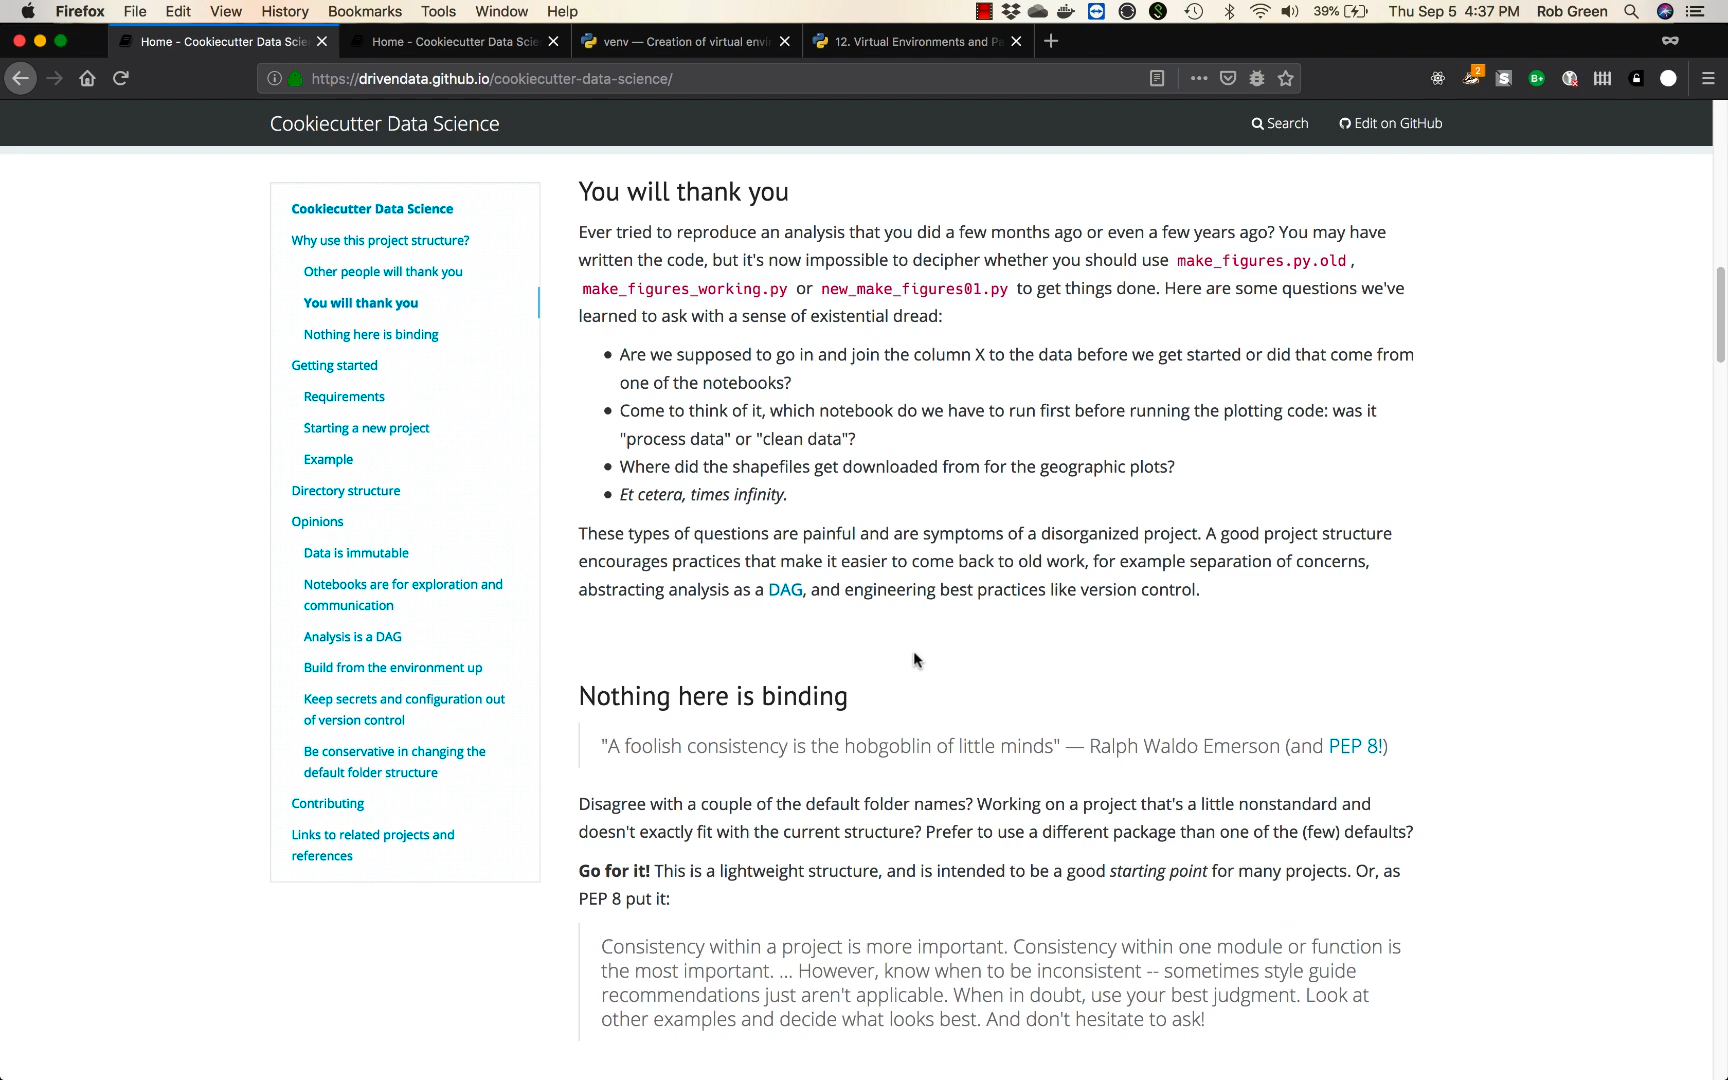 Firefox File Edit View History Bookmarks Tools Window Help 39% Thu Sep 5 4:37 PM Rob Green
Home - Cookiecutter Data Scie Home - Cookiecutter Data Scie venv — Creation of virtual envi 12. Virtual Environments and Pa
https://drivendata.github.io/cookiecutter-data-science/ 2 S B+
Cookiecutter Data Science Search Edit on GitHub
Cookiecutter Data Science
Why use this project structure?
Other people will thank you
You will thank you
Nothing here is binding
Getting started
Requirements
Starting a new project
Example
Directory structure
Opinions
Data is immutable
Notebooks are for exploration and
communication
Analysis is a DAG
Build from the environment up
Keep secrets and configuration out
of version control
Be conservative in changing the
default folder structure
Contributing
Links to related projects and
references
You will thank you
Ever tried to reproduce an analysis that you did a few months ago or even a few years ago? You may have
written the code, but it's now impossible to decipher whether you should use make_figures.py.old,
make_figures_working.py or new_make_figures01.py to get things done. Here are some questions we've
learned to ask with a sense of existential dread:
• Are we supposed to go in and join the column X to the data before we get started or did that come from
one of the notebooks?
• Come to think of it, which notebook do we have to run first before running the plotting code: was it
"process data" or "clean data"?
• Where did the shapefiles get downloaded from for the geographic plots?
• Et cetera, times infinity.
These types of questions are painful and are symptoms of a disorganized project. A good project structure
encourages practices that make it easier to come back to old work, for example separation of concerns,
abstracting analysis as a DAG, and engineering best practices like version control.
Nothing here is binding
"A foolish consistency is the hobgoblin of little minds" — Ralph Waldo Emerson (and PEP 8!)
Disagree with a couple of the default folder names? Working on a project that's a little nonstandard and
doesn't exactly fit with the current structure? Prefer to use a different package than one of the (few) defaults?
Go for it! This is a lightweight structure, and is intended to be a good starting point for many projects. Or, as
PEP 8 put it:
Consistency within a project is more important. Consistency within one module or function is
the most important. ... However, know when to be inconsistent -- sometimes style guide
recommendations just aren't applicable. When in doubt, use your best judgment. Look at
other examples and decide what looks best. And don't hesitate to ask!